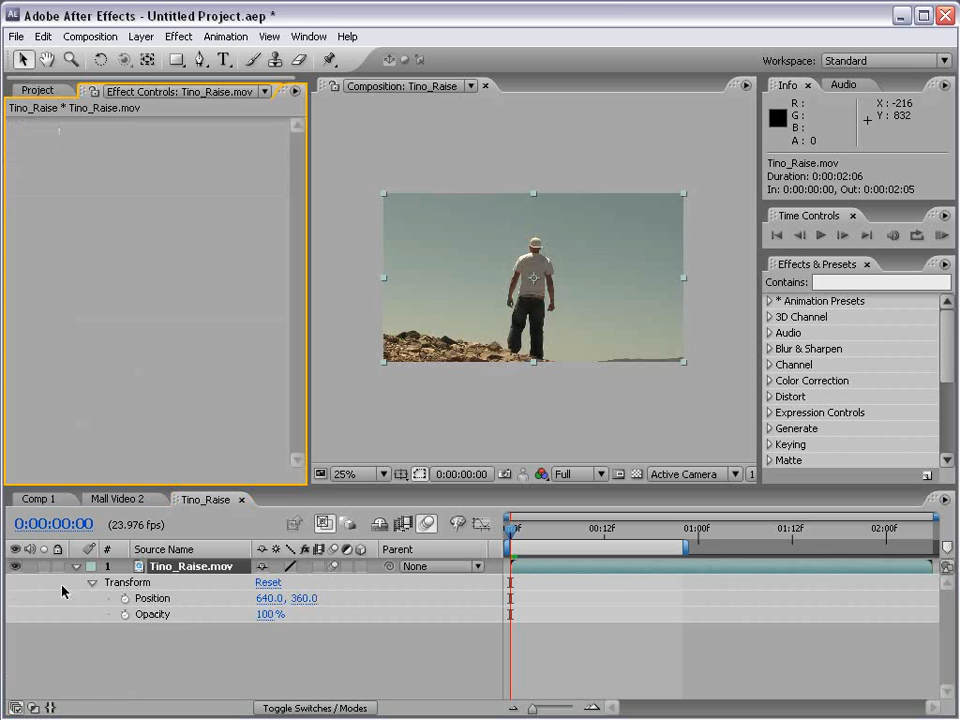 Adobe After Effects - Untitled Project.aep *
File Edit Composition Layer Effect Animation View Window Help
Workspace: Standard
Project
Effect Controls: Tino_Raise.mov
Tino_Raise * Tino_Raise.mov
Composition: Tino_Raise
Info Audio
R:
G:
B:
A: 0
X: -216
Y: 832
Tino_Raise.mov
Duration: 0:00:02:06
In: 0:00:00:00, Out: 0:00:02:05
Time Controls
Effects & Presets
Contains:
* Animation Presets
3D Channel
Audio
Blur & Sharpen
Channel
Color Correction
Distort
Expression Controls
Generate
Keying
Matte
25% 0:00:00:00 Full Active Camera 1
Comp 1 Mall Video 2 Tino_Raise
0:00:00:00 (23.976 fps)
00:12f 01:00f 01:12f 02:00f
# Source Name Parent
1 Tino_Raise.mov None
Transform Reset
Position 640.0, 360.0
Opacity 100 %
Toggle Switches / Modes